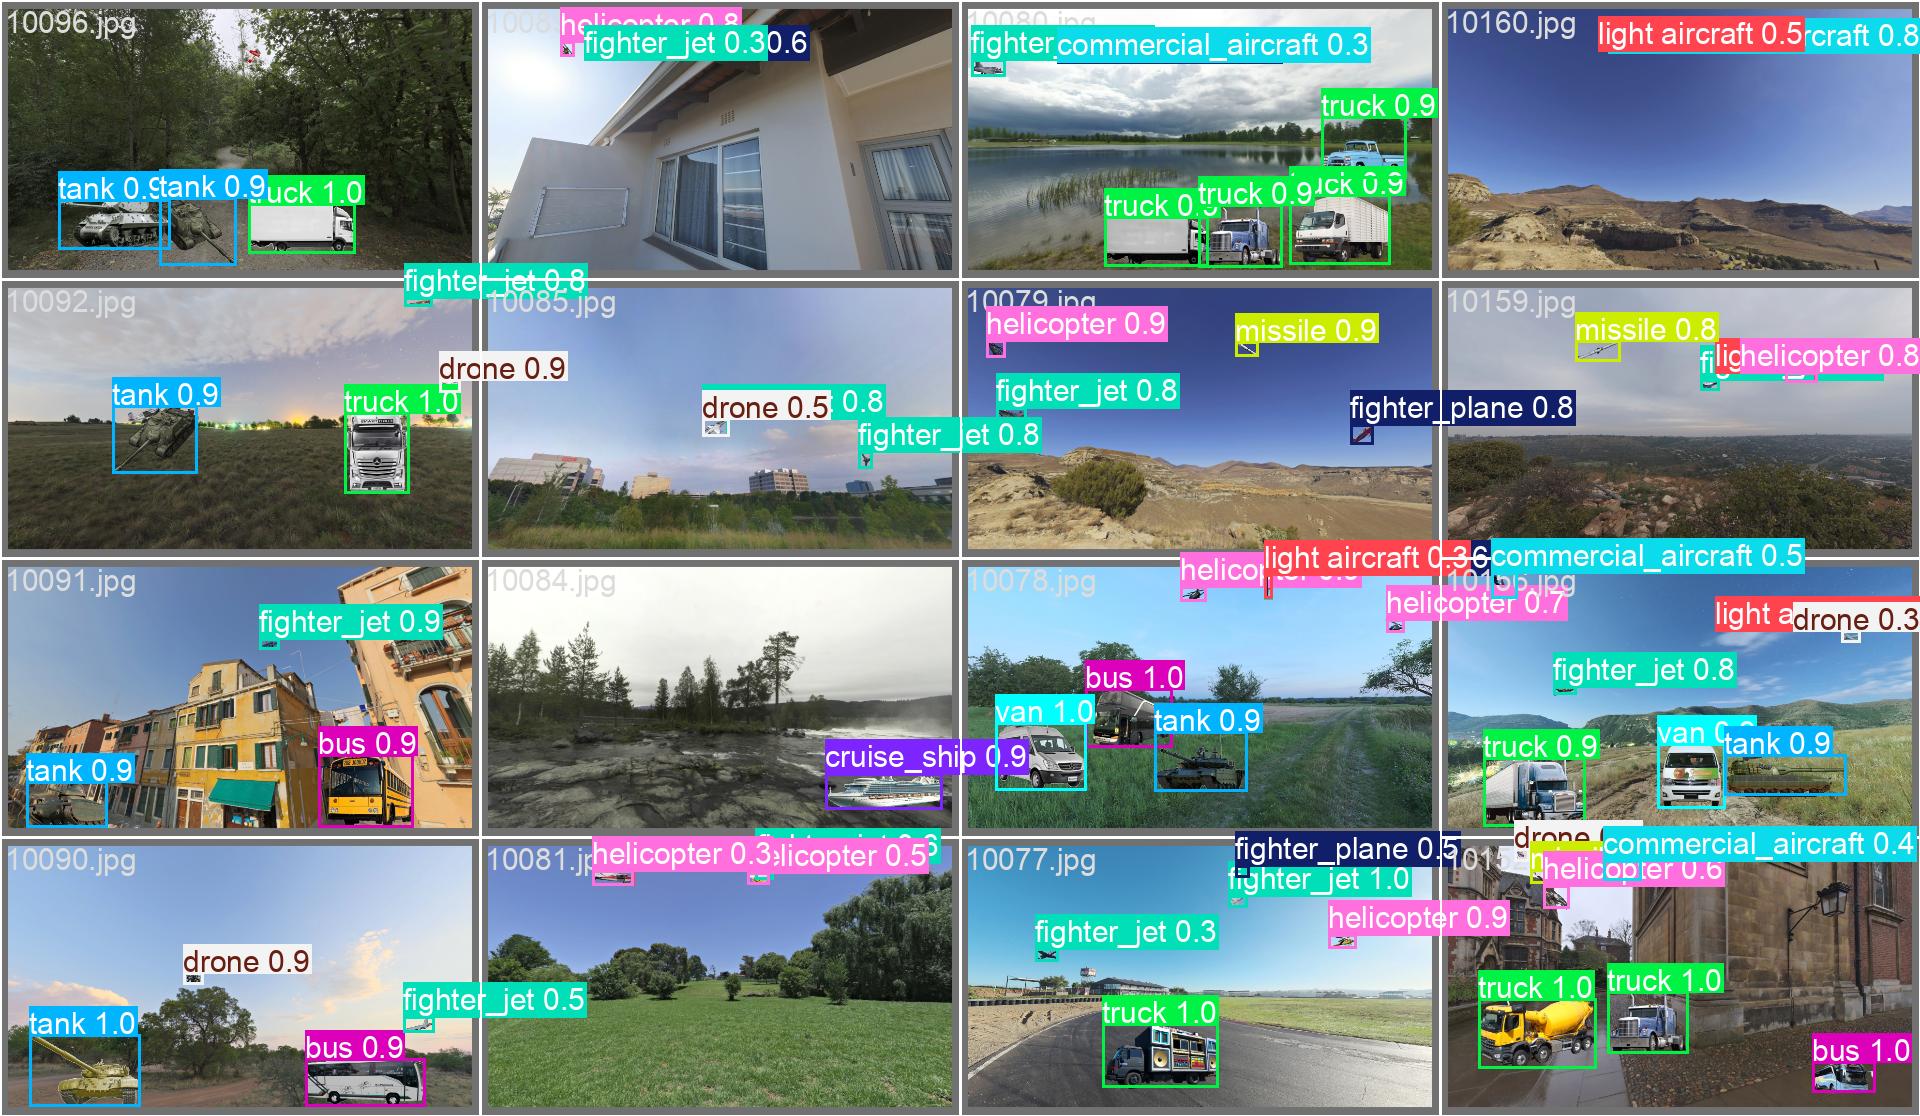 10096.jpg
tank 0.9
tank 0.9
truck 1.0
helicopter 0.8
fighter_jet 0.3
0.6
10080.jpg
fighter
commercial_aircraft 0.3
truck 0.9
truck 0.9
truck 0.9
10160.jpg
light aircraft 0.5
rcraft 0.8
10092.jpg
fighter_jet 0.8
drone 0.9
tank 0.9
truck 1.0
10085.jpg
drone 0.5
0.8
fighter_jet 0.8
10079.jpg
helicopter 0.9
missile 0.9
fighter_jet 0.8
fighter_plane 0.8
10159.jpg
missile 0.8
helicopter 0.8
10091.jpg
fighter_jet 0.9
tank 0.9
bus 0.9
10084.jpg
cruise_ship 0.9
10078.jpg
light aircraft 0.3
helicopter 0.7
bus 1.0
van 1.0
tank 0.9
commercial_aircraft 0.5
light a
drone 0.3
fighter_jet 0.8
truck 0.9
van
tank 0.9
10090.jpg
drone 0.9
fighter_jet 0.5
tank 1.0
bus 0.9
10081.jpg
helicopter 0.3
helicopter 0.5
10077.jpg
fighter_plane 0.5
fighter_jet 1.0
helicopter 0.9
fighter_jet 0.3
truck 1.0
drone
commercial_aircraft 0.4
helicopter 0.6
truck 1.0
truck 1.0
bus 1.0